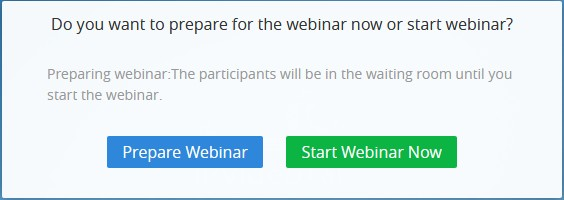 Do you want to prepare for the webinar now or start webinar?
Preparing webinar:The participants will be in the waiting room until you
start the webinar.
Prepare Webinar
Start Webinar Now